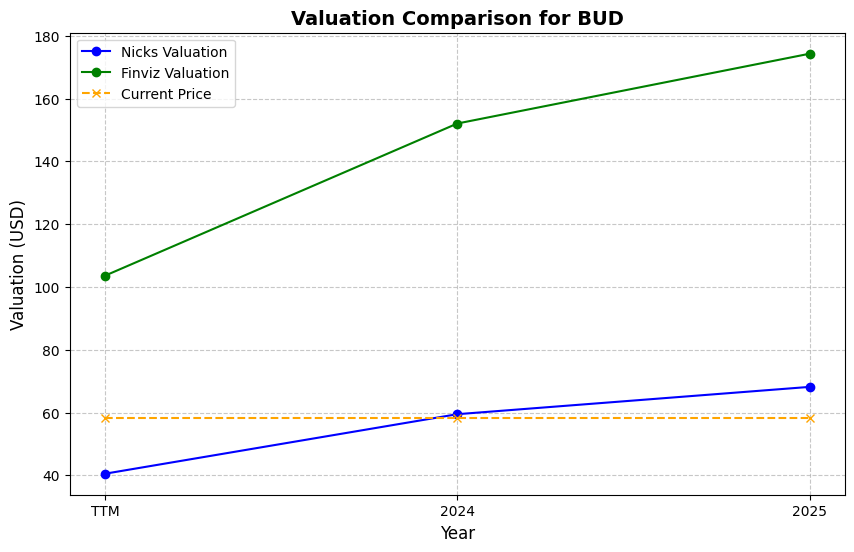 Valuation Comparison for BUD
Nicks Valuation
Finviz Valuation
Current Price
Valuation (USD)
180
160
140
120
100
80
60
40
TTM
2024
2025
Year